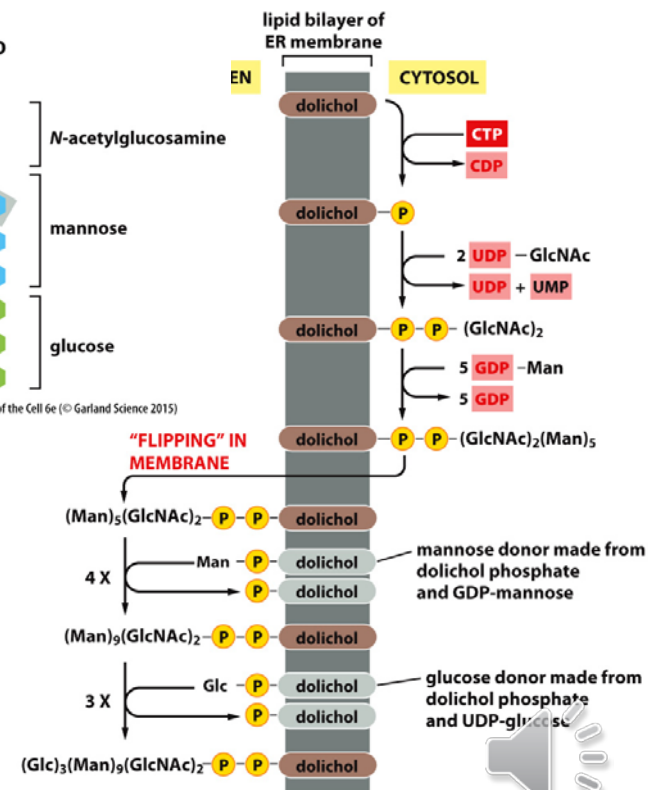 lipid bilayer of
ER membrane
EN
CYTOSOL
dolichol
CTP
CDP
N-acetylglucosamine
mannose
glucose
of the Cell 6e (© Garland Science 2015)
dolichol P
2 UDP –GlcNAc
UDP + UMP
dolichol P P (GlcNAc)₂
5 GDP –Man
5 GDP
dolichol P P (GlcNAc)₂(Man)₅
"FLIPPING" IN
MEMBRANE
(Man)₅(GlcNAc)₂ P P dolichol
4 X
Man P dolichol
P dolichol
mannose donor made from
dolichol phosphate
and GDP-mannose
(Man)₉(GlcNAc)₂ P P dolichol
3 X
Glc P dolichol
P dolichol
glucose donor made from
dolichol phosphate
and UDP-glucose
(Glc)₃(Man)₉(GlcNAc)₂ P P dolichol